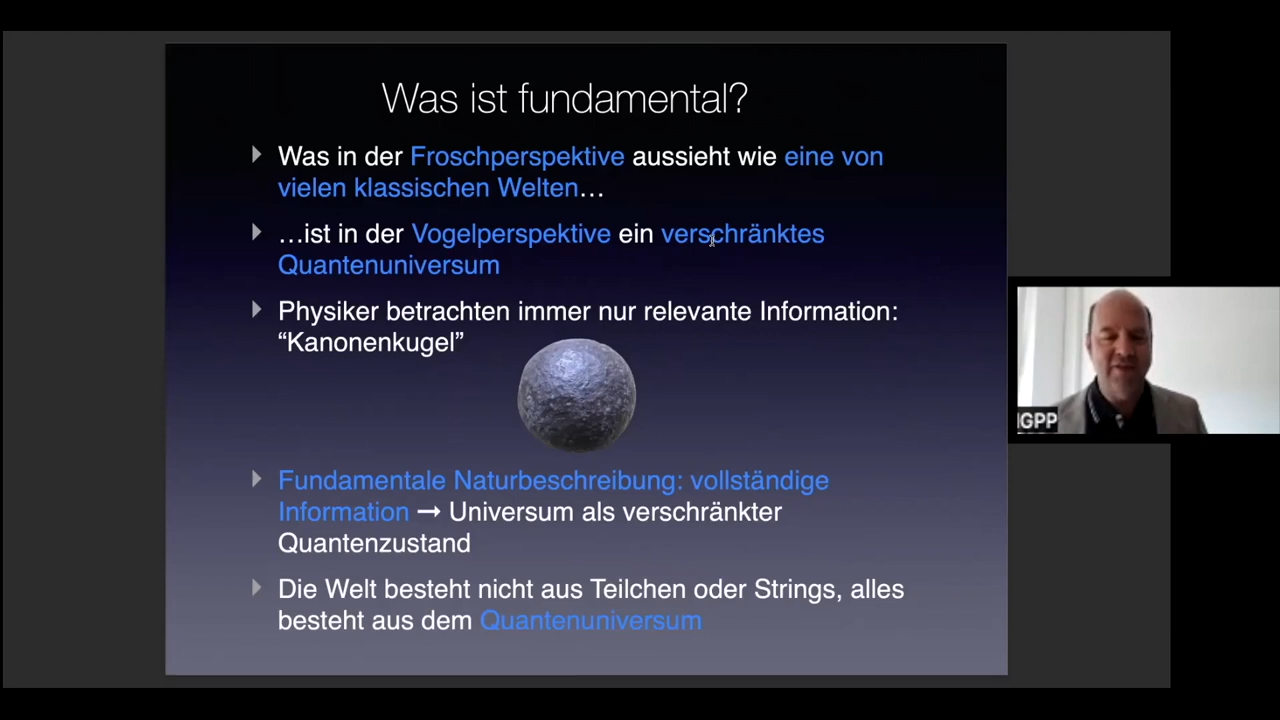 Was ist fundamental?
Was in der Froschperspektive aussieht wie eine von
vielen klassischen Welten…
…ist in der Vogelperspektive ein verschränktes
Quantenuniversum
Physiker betrachten immer nur relevante Information:
“Kanonenkugel”
Fundamentale Naturbeschreibung: vollständige
Information → Universum als verschränkter
Quantenzustand
Die Welt besteht nicht aus Teilchen oder Strings, alles
besteht aus dem Quantenuniversum
IGPP